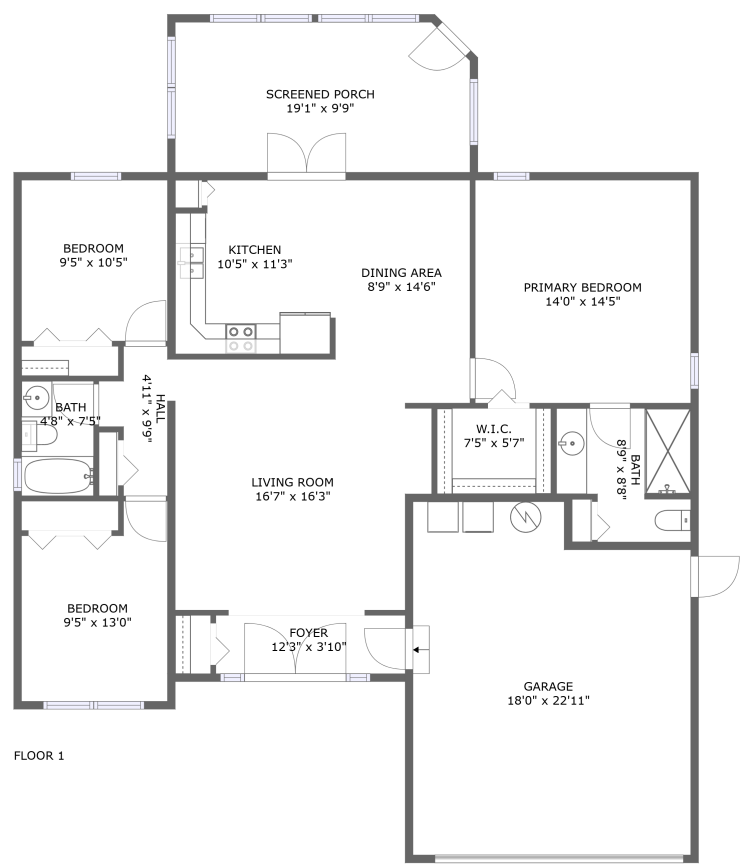 SCREENED PORCH
19'1" x 9'9"
BEDROOM
9'5" x 10'5"
KITCHEN
10'5" x 11'3"
DINING AREA
8'9" x 14'6"
PRIMARY BEDROOM
14'0" x 14'5"
HALL
4'11" x 9'6"
BATH
4'8" x 7'5"
W.I.C.
7'5" x 5'7"
BATH
8'9" x 8'8"
LIVING ROOM
16'7" x 16'3"
BEDROOM
9'5" x 13'0"
FOYER
12'3" x 3'10"
GARAGE
18'0" x 22'11"
FLOOR 1